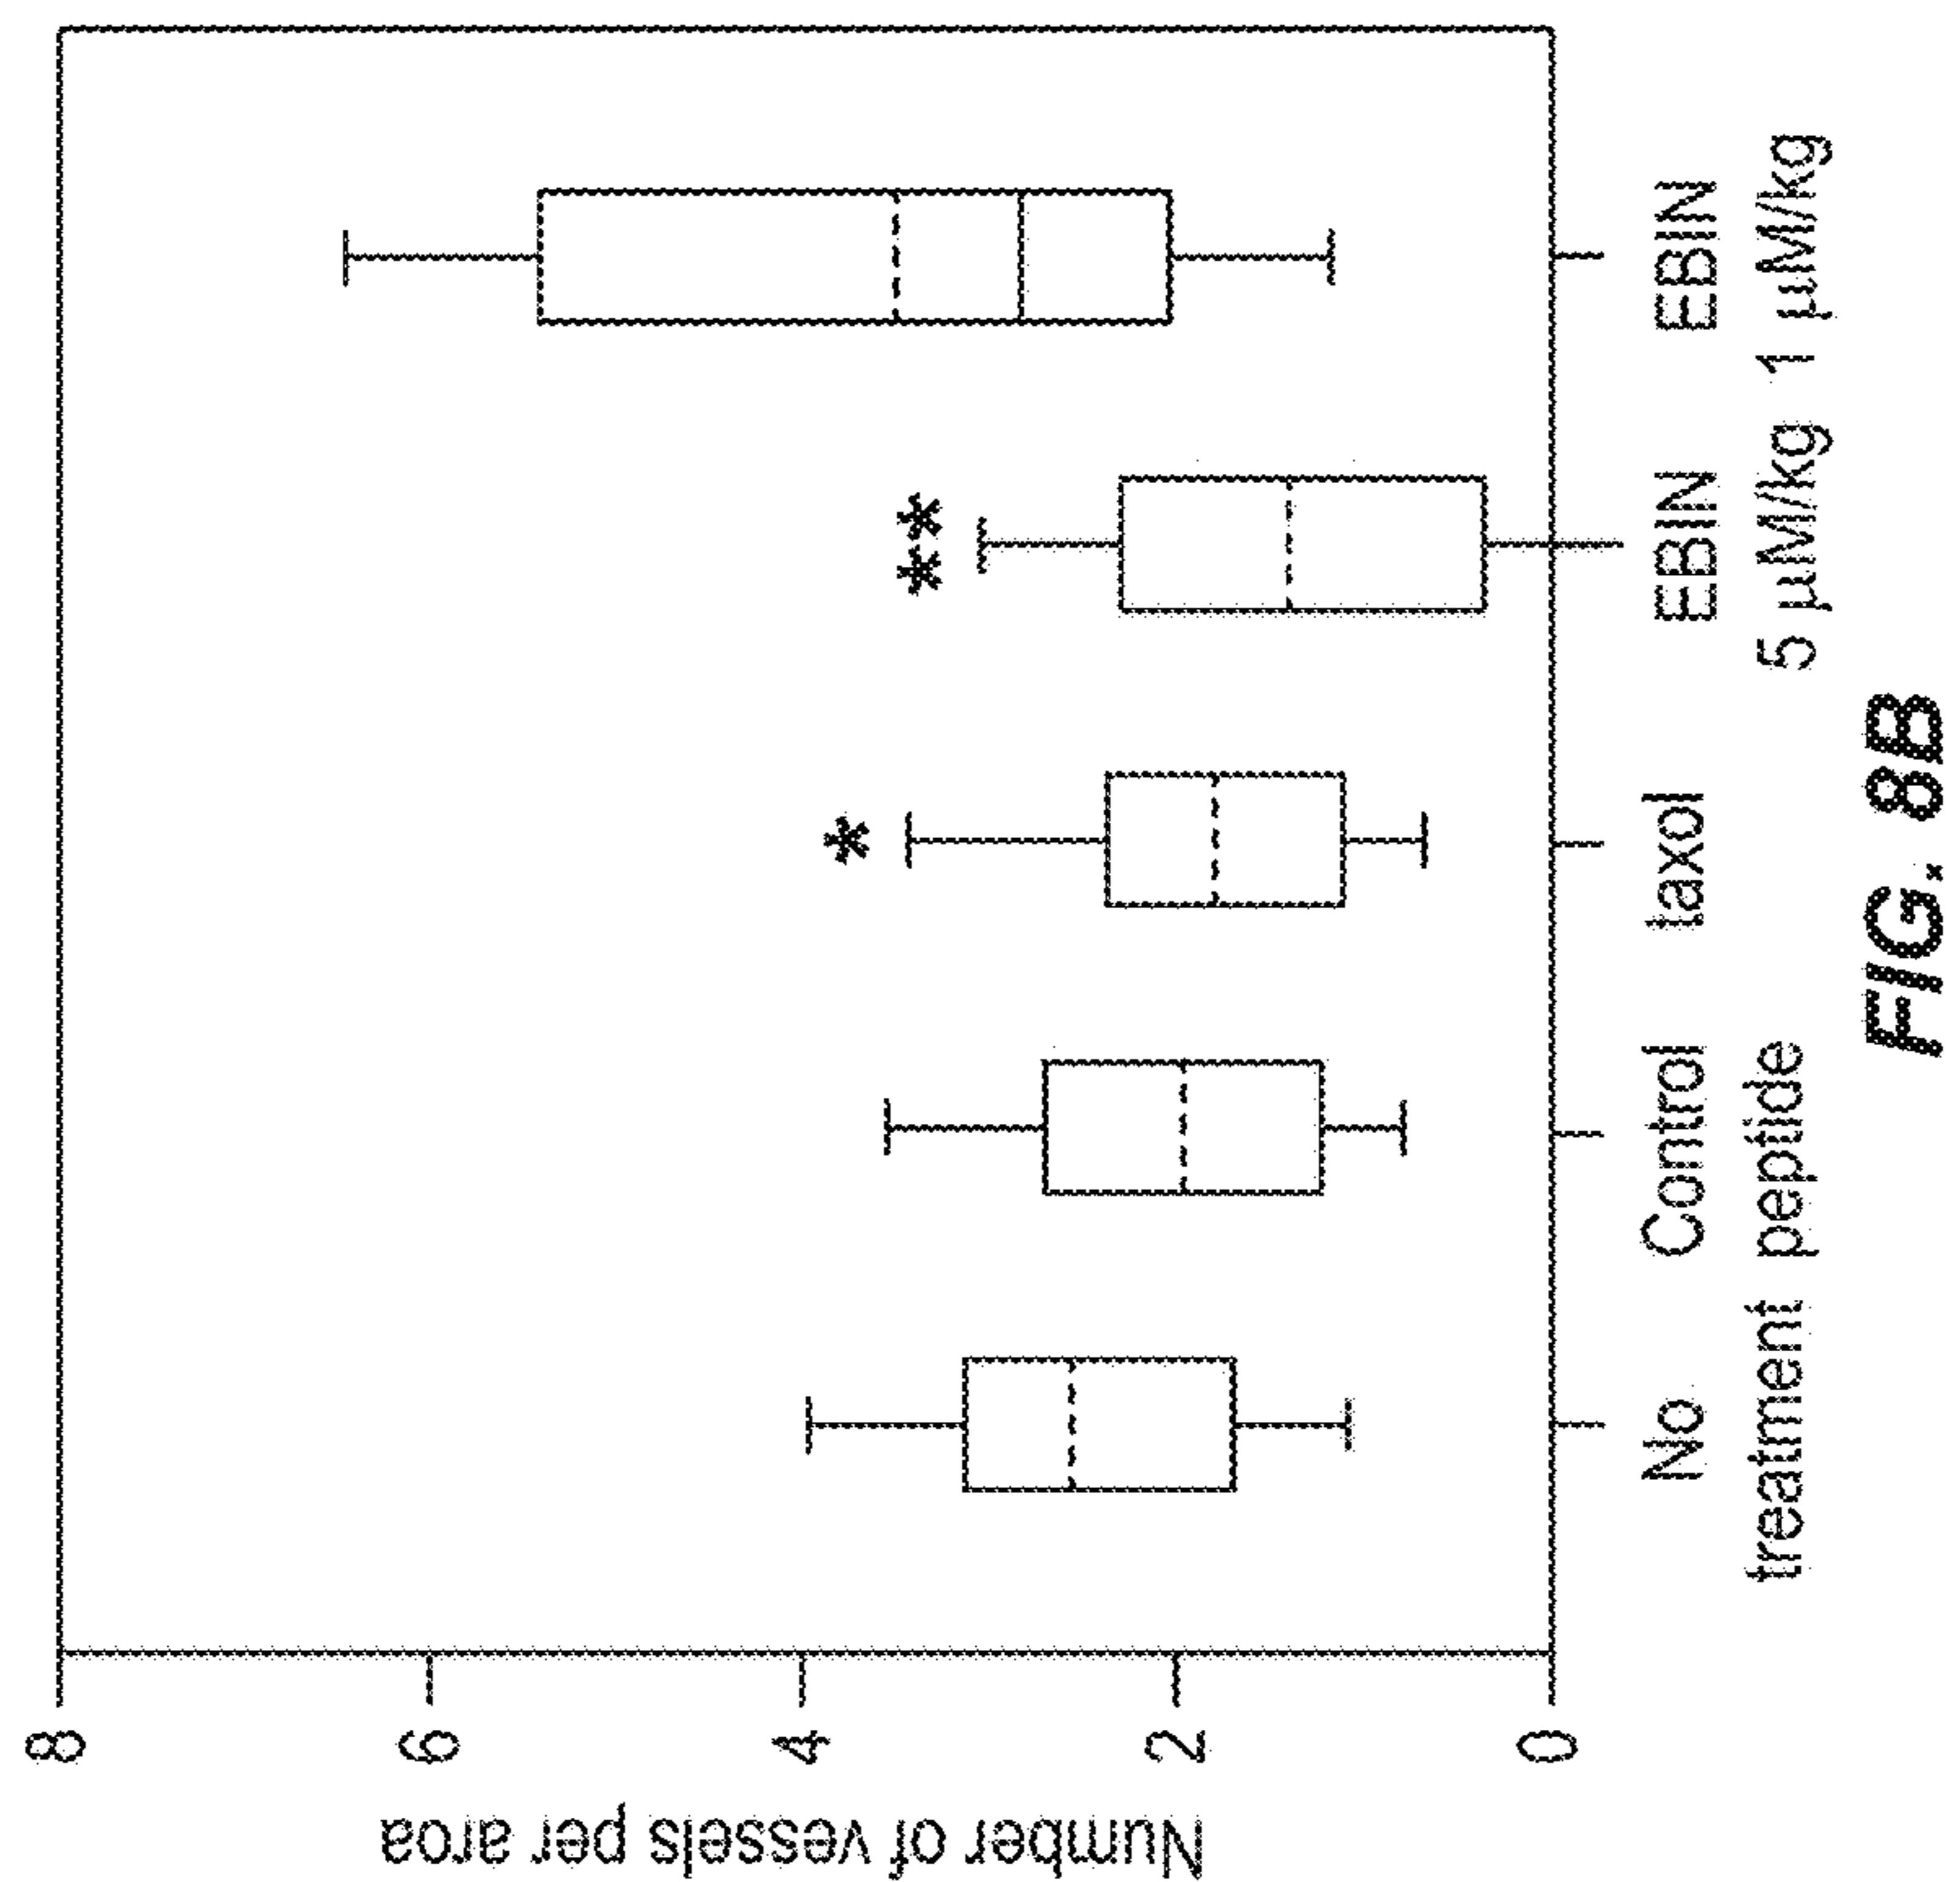 Number of vessels per aroa
8
6
4
2
0
*
**
No Control taxol EBIN EBIN
treatment peptide 5 µM/kg 1 µM/kg
FIG. 8B